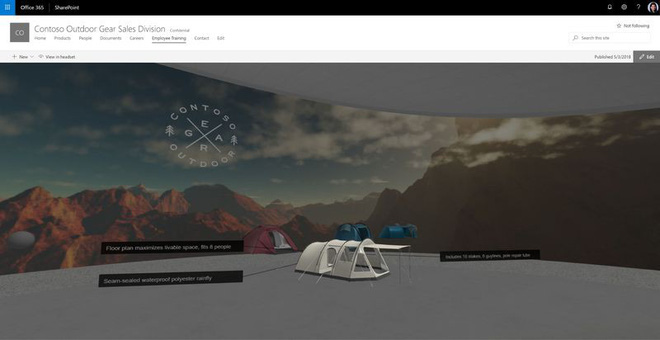 Office 365 SharePoint
CO Contoso Outdoor Gear Sales Division Confidential
Not following
Home Products People Documents Careers Employee Training Contact Edit
Search this site
+ New View in headset Published 5/3/2018 Edit
CONTOSO
GEAR
OUTDOOR
Floor plan maximizes livable space, fits 6 people
Includes 10 stakes, 8 guylines, pole repair tube
Seam-sealed waterproof polyester rainfly